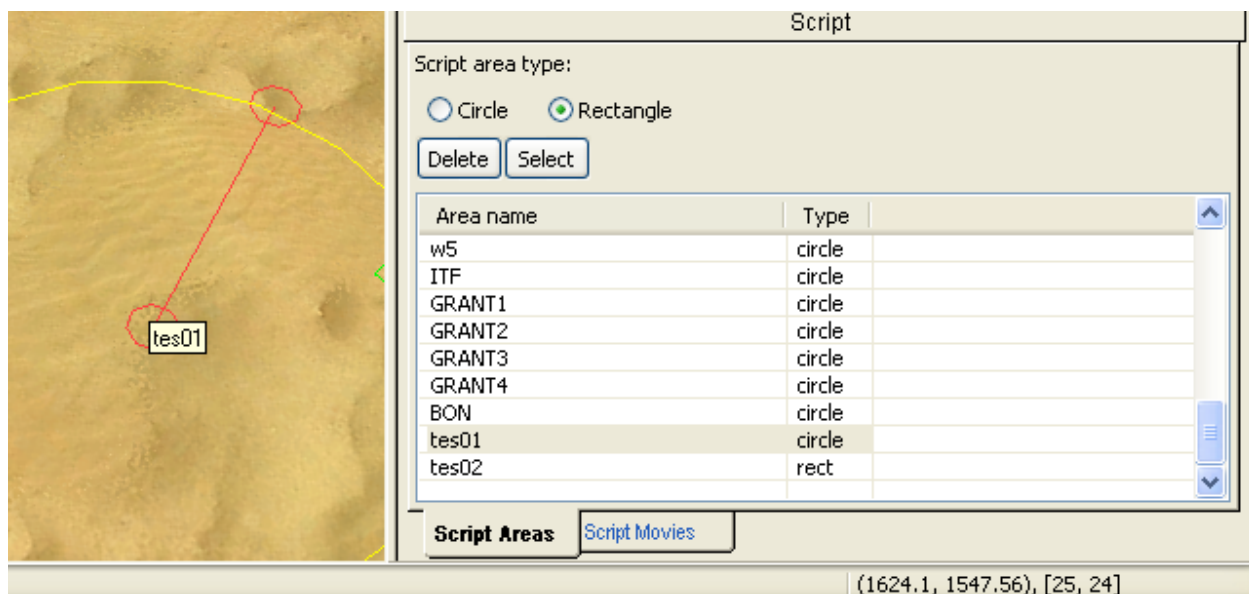 Script
Script area type:
Circle Rectangle
Delete Select
Area name Type
w5 circle
ITF circle
GRANT1 circle
GRANT2 circle
GRANT3 circle
GRANT4 circle
BON circle
tes01
tes01 circle
tes02 rect
Script Areas Script Movies
(1624.1, 1547.56), [25, 24]